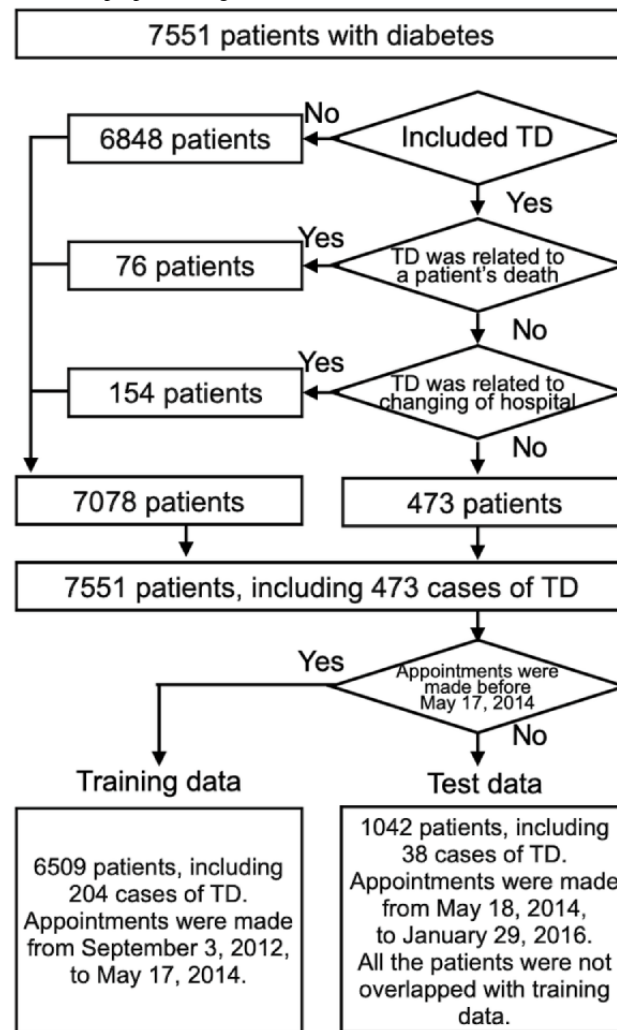 7551 patients with diabetes
No
6848 patients
Included TD
Yes
Yes
76 patients
TD was related to
a patient's death
No
Yes
154 patients
TD was related to
changing of hospital
No
7078 patients
473 patients
7551 patients, including 473 cases of TD
Yes
Appointments were
made before
May 17, 2014
No
Training data
Test data
6509 patients, including
204 cases of TD.
Appointments were made
from September 3, 2012,
to May 17, 2014.
1042 patients, including
38 cases of TD.
Appointments were made
from May 18, 2014,
to January 29, 2016.
All the patients were not
overlapped with training
data.